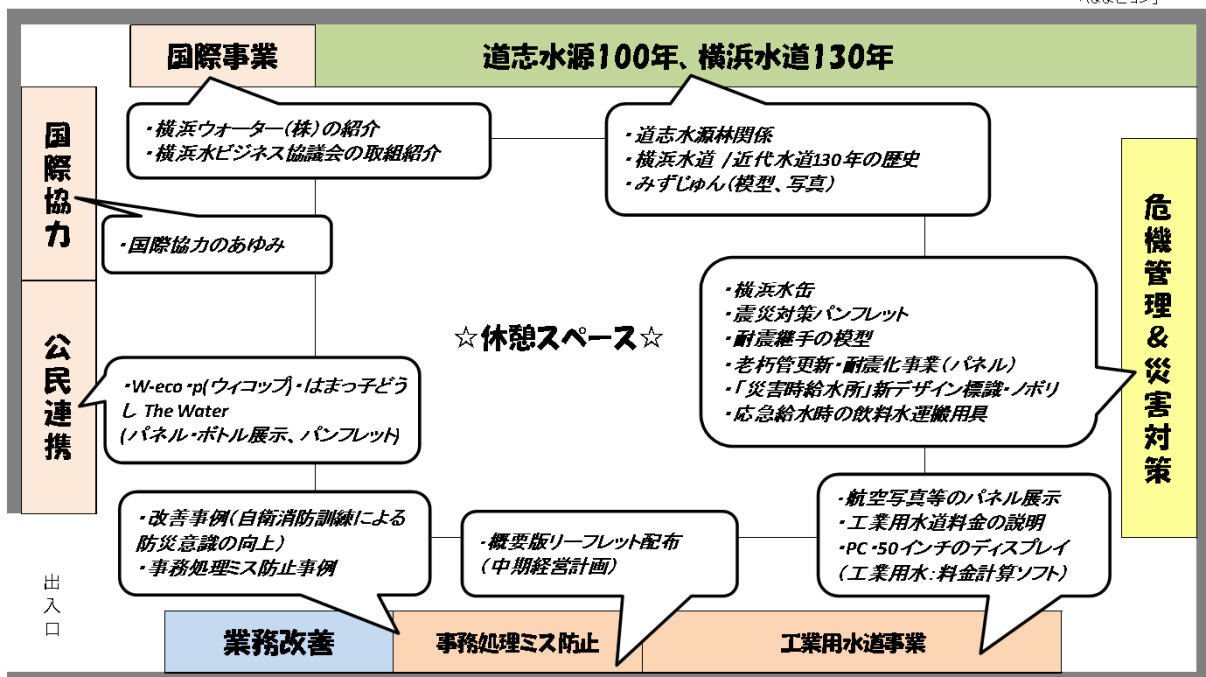 国際事業
道志水源100年、横浜水道130年
国際協力
・横浜ウォーター(株)の紹介
・横浜水ビジネス協議会の取組紹介
・道志水源林関係
・横浜水道 /近代水道130年の歴史
・みずじゅん(模型、写真)
・国際協力のあゆみ
危機管理&災害対策
☆休憩スペース☆
・横浜水缶
・震災対策パンフレット
・耐震継手の模型
・老朽管更新・耐震化事業(パネル)
・「災害時給水所」新デザイン標識・ノボリ
・応急給水時の飲料水運搬用具
公民連携
・W-eco・p(ウィコップ)・はまっ子どう
し The Water
(パネル・ボトル展示、パンフレット)
・改善事例(自衛消防訓練による
防災意識の向上)
・事務処理ミス防止事例
・概要版リーフレット配布
(中期経営計画)
・航空写真等のパネル展示
・工業用水道料金の説明
・PC・50インチのディスプレイ
(工業用水:料金計算ソフト)
出入口
業務改善
事務処理ミス防止
工業用水道事業